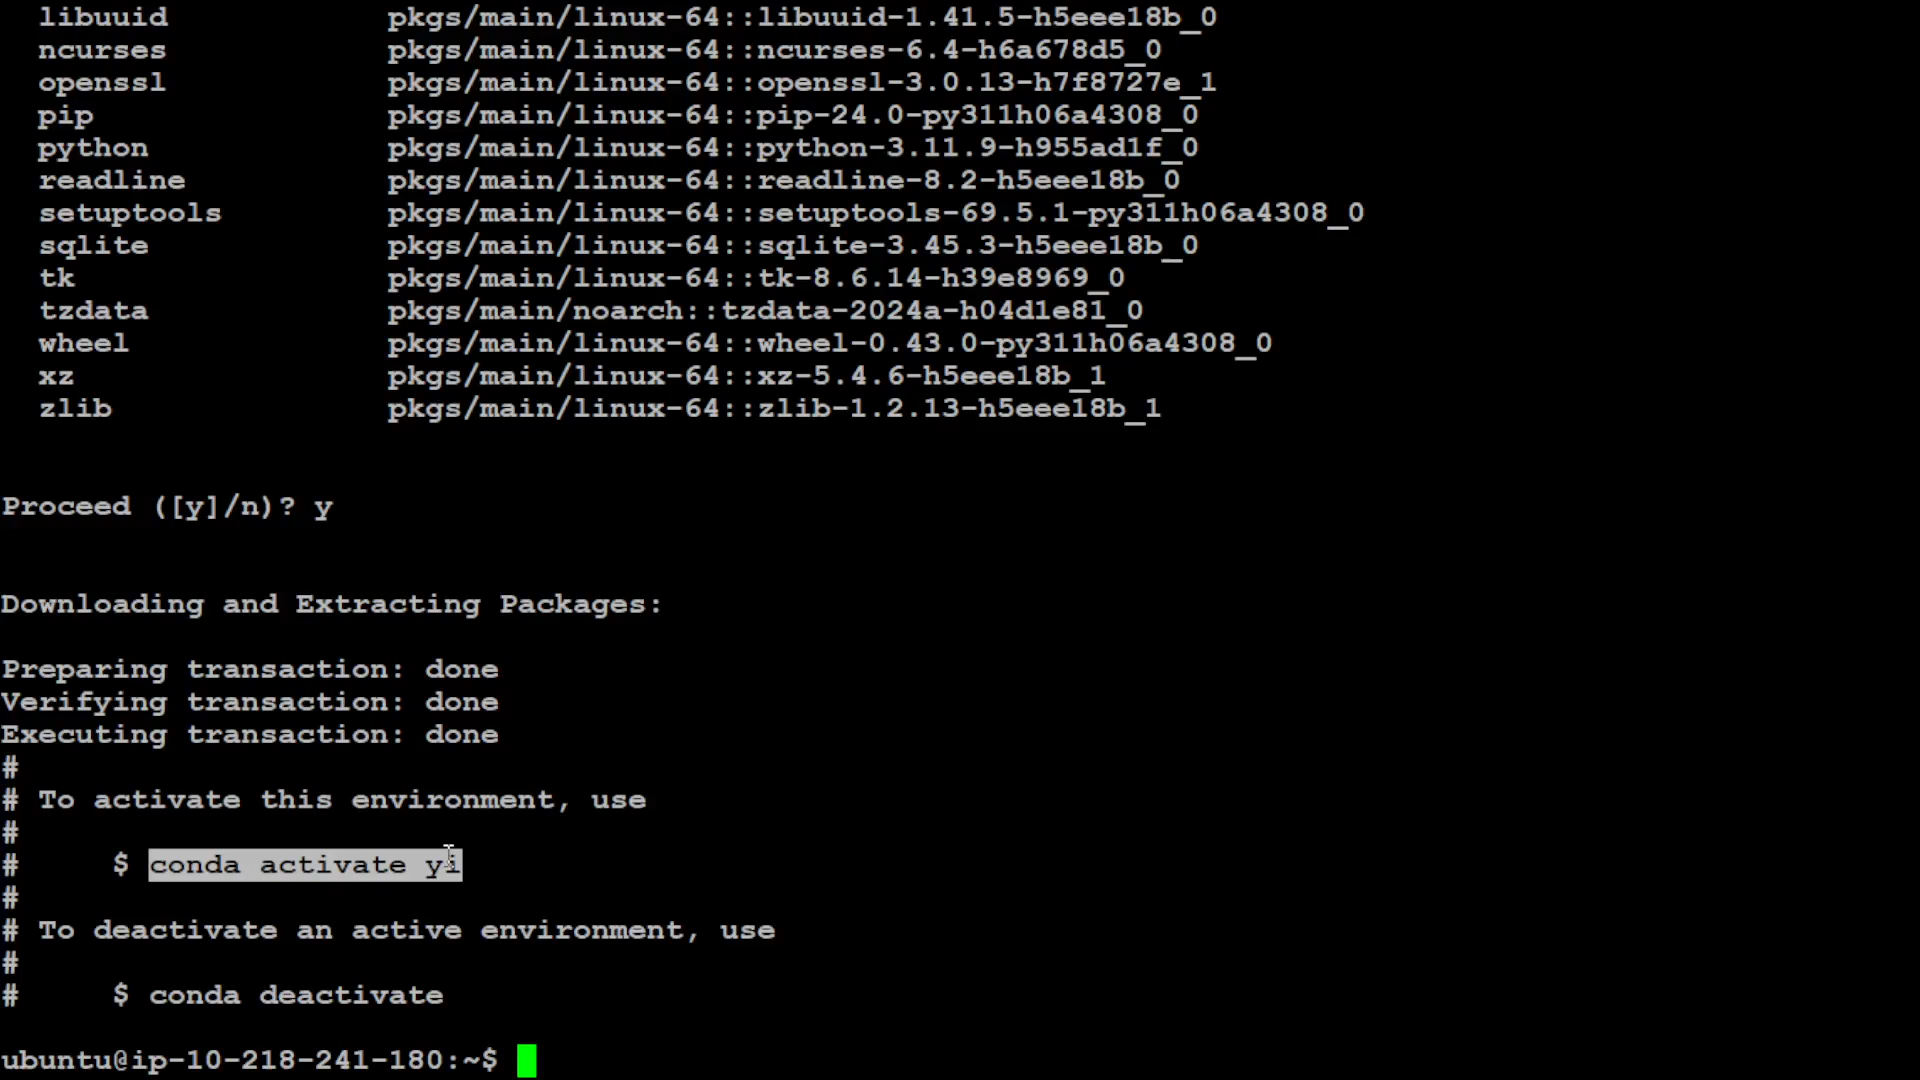 libuuid pkgs/main/linux-64::libuuid-1.41.5-h5eee18b_0
ncurses pkgs/main/linux-64::ncurses-6.4-h6a678d5_0
openssl pkgs/main/linux-64::openssl-3.0.13-h7f8727e_1
pip pkgs/main/linux-64::pip-24.0-py311h06a4308_0
python pkgs/main/linux-64::python-3.11.9-h955ad1f_0
readline pkgs/main/linux-64::readline-8.2-h5eee18b_0
setuptools pkgs/main/linux-64::setuptools-69.5.1-py311h06a4308_0
sqlite pkgs/main/linux-64::sqlite-3.45.3-h5eee18b_0
tk pkgs/main/linux-64::tk-8.6.14-h39e8969_0
tzdata pkgs/main/noarch::tzdata-2024a-h04d1e81_0
wheel pkgs/main/linux-64::wheel-0.43.0-py311h06a4308_0
xz pkgs/main/linux-64::xz-5.4.6-h5eee18b_1
zlib pkgs/main/linux-64::zlib-1.2.13-h5eee18b_1
Proceed ([y]/n)? y
Downloading and Extracting Packages:
Preparing transaction: done
Verifying transaction: done
Executing transaction: done
#
# To activate this environment, use
#
# $ conda activate yi
#
# To deactivate an active environment, use
#
# $ conda deactivate
ubuntu@ip-10-218-241-180:~$